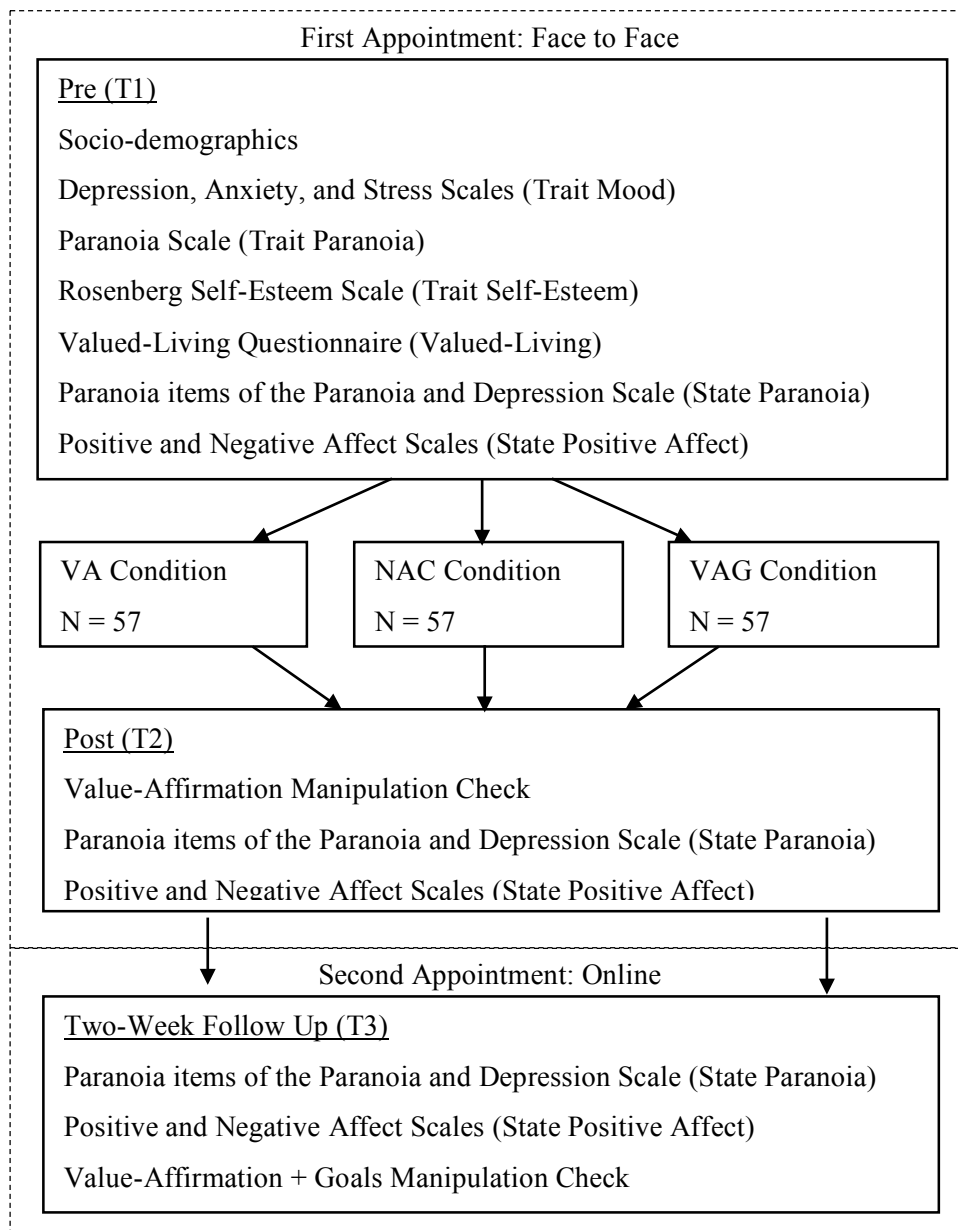 First Appointment: Face to Face
Pre (T1)
Socio-demographics
Depression, Anxiety, and Stress Scales (Trait Mood)
Paranoia Scale (Trait Paranoia)
Rosenberg Self-Esteem Scale (Trait Self-Esteem)
Valued-Living Questionnaire (Valued-Living)
Paranoia items of the Paranoia and Depression Scale (State Paranoia)
Positive and Negative Affect Scales (State Positive Affect)
VA Condition
N = 57
NAC Condition
N = 57
VAG Condition
N = 57
Post (T2)
Value-Affirmation Manipulation Check
Paranoia items of the Paranoia and Depression Scale (State Paranoia)
Positive and Negative Affect Scales (State Positive Affect)
Second Appointment: Online
Two-Week Follow Up (T3)
Paranoia items of the Paranoia and Depression Scale (State Paranoia)
Positive and Negative Affect Scales (State Positive Affect)
Value-Affirmation + Goals Manipulation Check